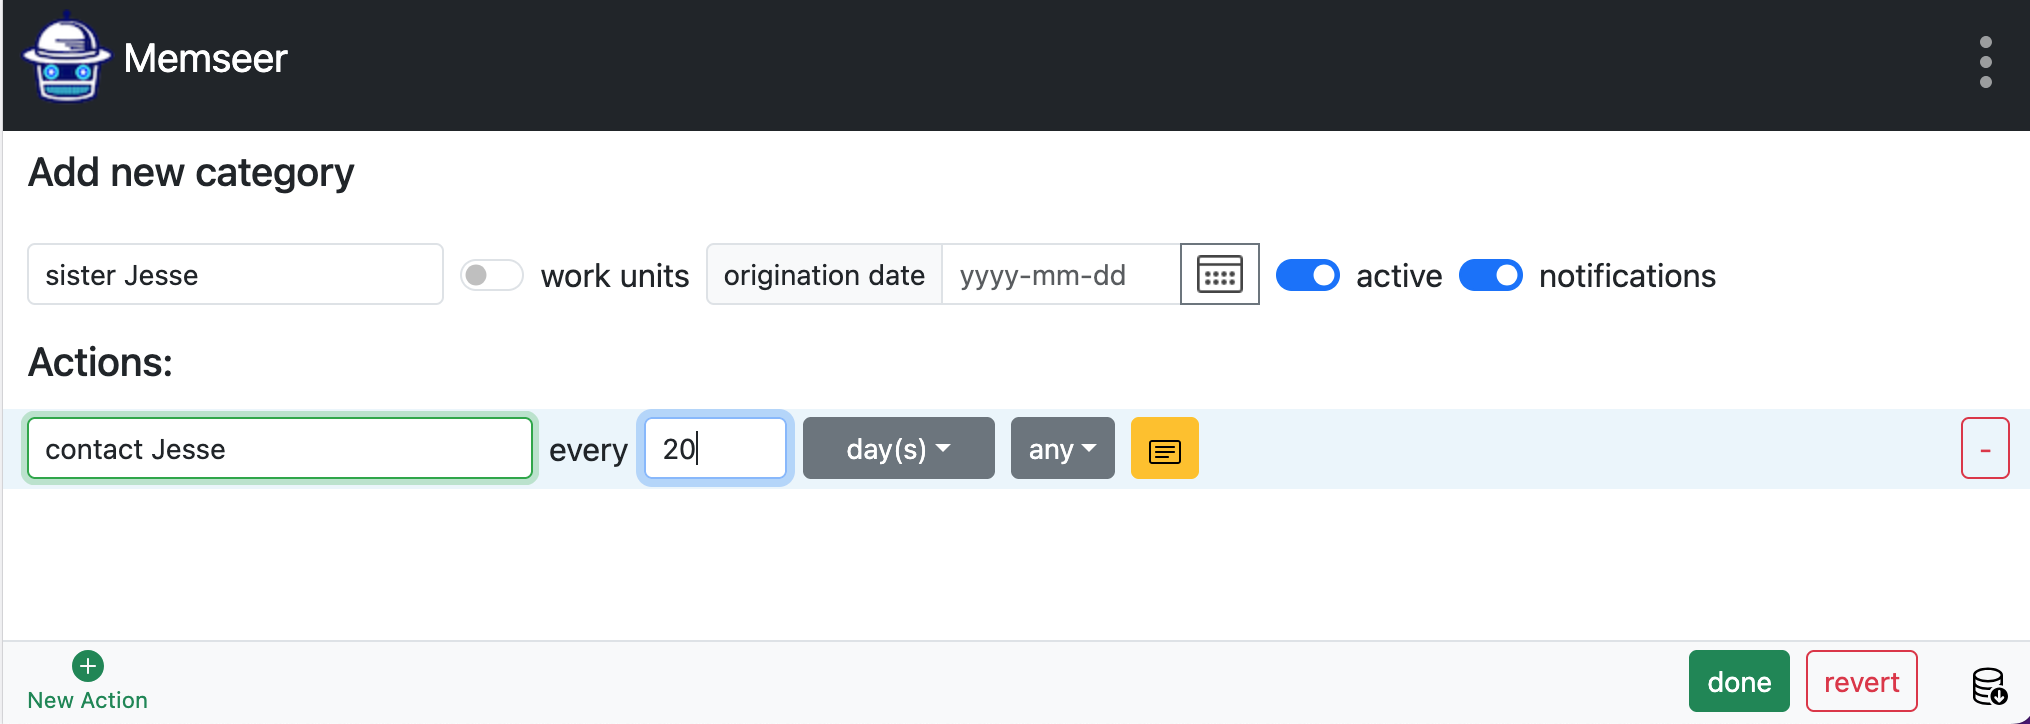 Memseer
Add new category
sister Jesse work units origination date yyyy-mm-dd active notifications
Actions:
contact Jesse every 20 day(s) any -
New Action done revert